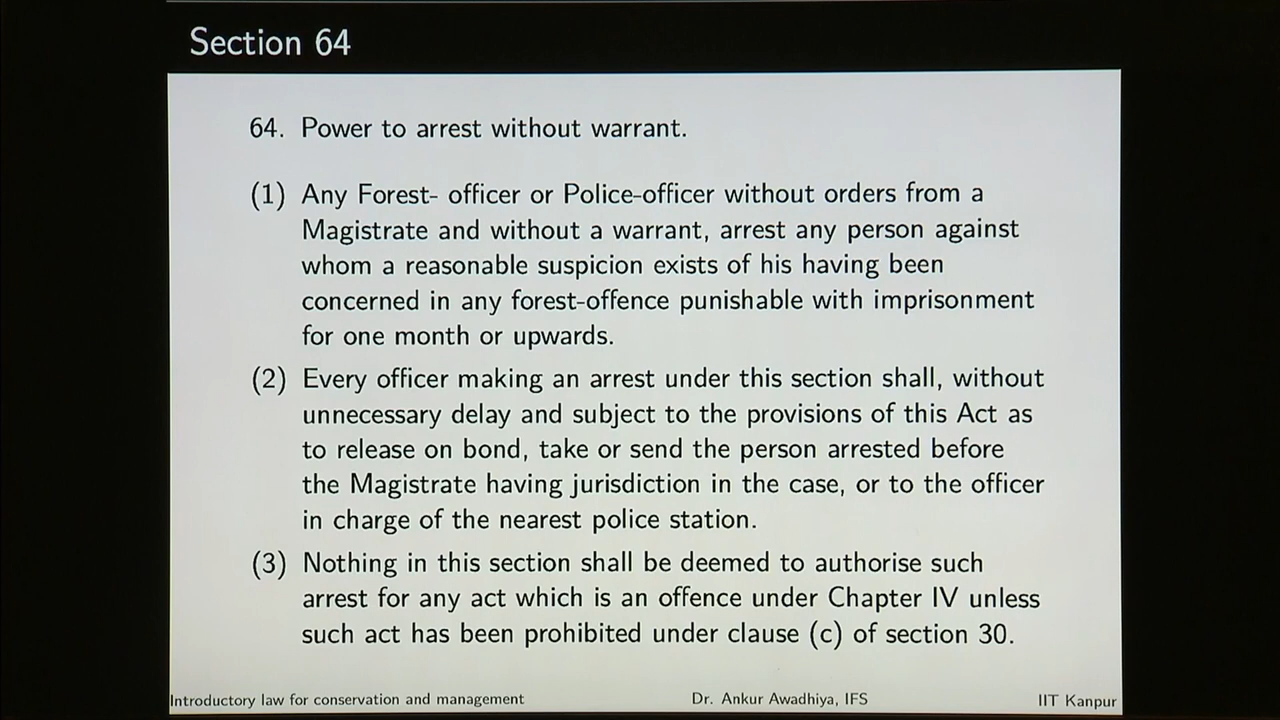 Section 64
64. Power to arrest without warrant.
(1) Any Forest- officer or Police-officer without orders from a
Magistrate and without a warrant, arrest any person against
whom a reasonable suspicion exists of his having been
concerned in any forest-offence punishable with imprisonment
for one month or upwards.
(2) Every officer making an arrest under this section shall, without
unnecessary delay and subject to the provisions of this Act as
to release on bond, take or send the person arrested before
the Magistrate having jurisdiction in the case, or to the officer
in charge of the nearest police station.
(3) Nothing in this section shall be deemed to authorise such
arrest for any act which is an offence under Chapter IV unless
such act has been prohibited under clause (c) of section 30.
Introductory law for conservation and management Dr. Ankur Awadhiya, IFS IIT Kanpur